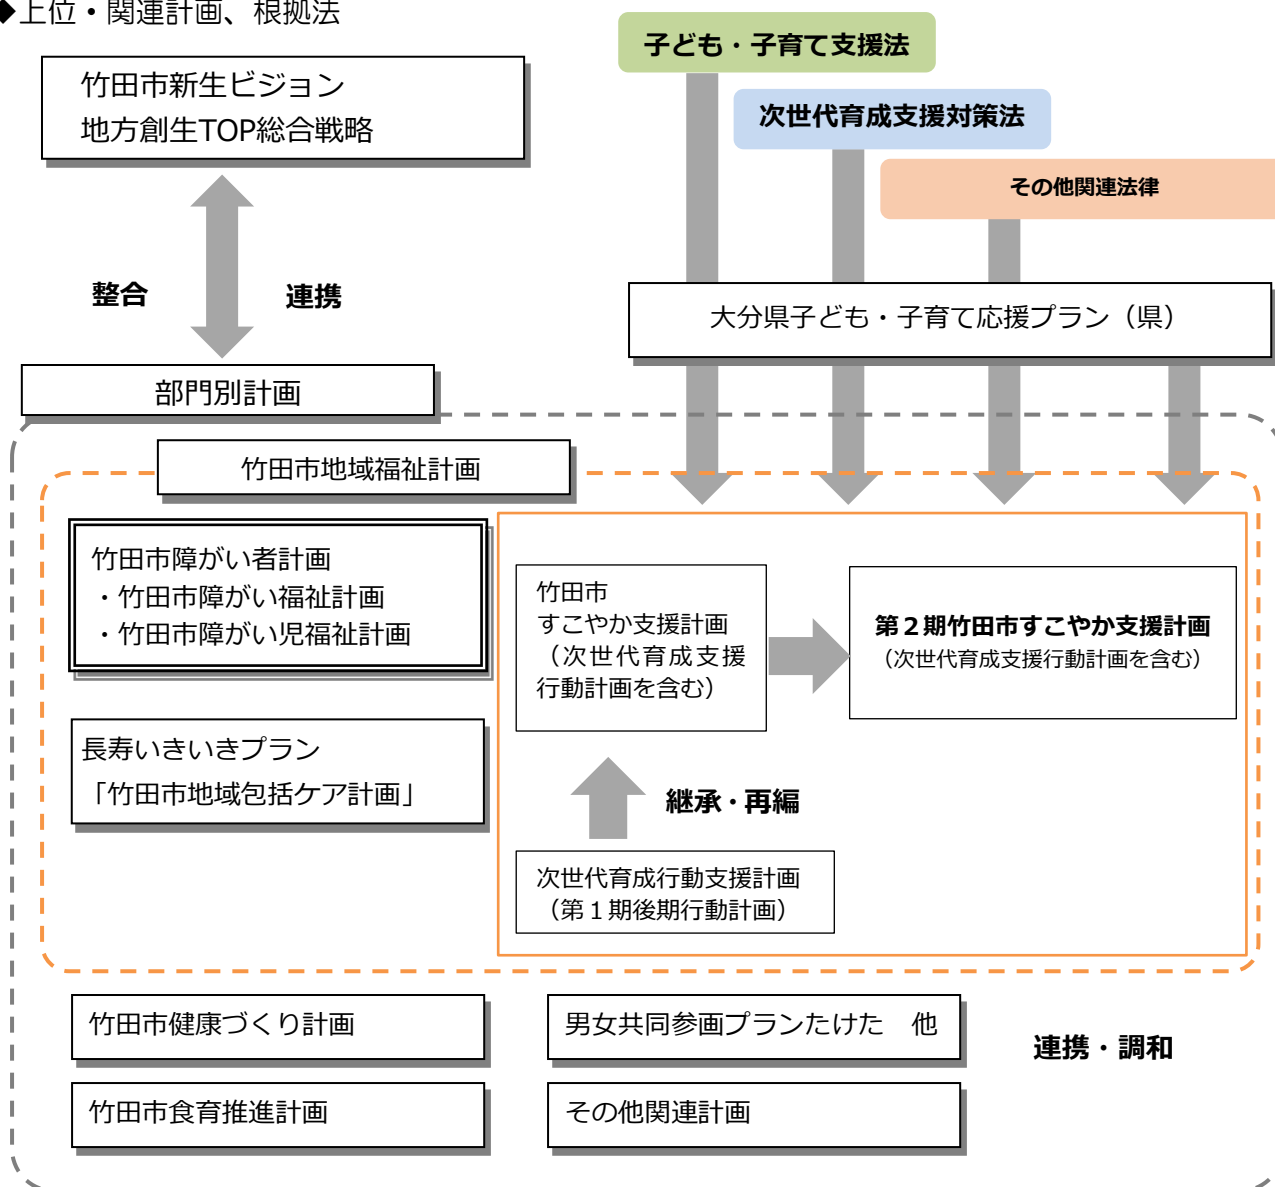 ◆上位・関連計画、根拠法
子ども・子育て支援法
竹田市新生ビジョン
地方創生TOP総合戦略
次世代育成支援対策法
その他関連法律
整合
連携
大分県子ども・子育て応援プラン（県）
部門別計画
竹田市地域福祉計画
竹田市障がい者計画
・竹田市障がい福祉計画
・竹田市障がい児福祉計画
竹田市
すこやか支援計画
（次世代育成支援
行動計画を含む）
第２期竹田市すこやか支援計画
（次世代育成支援行動計画を含む）
長寿いきいきプラン
「竹田市地域包括ケア計画」
継承・再編
次世代育成行動支援計画
（第１期後期行動計画）
竹田市健康づくり計画
男女共同参画プランたけた　他
連携・調和
竹田市食育推進計画
その他関連計画